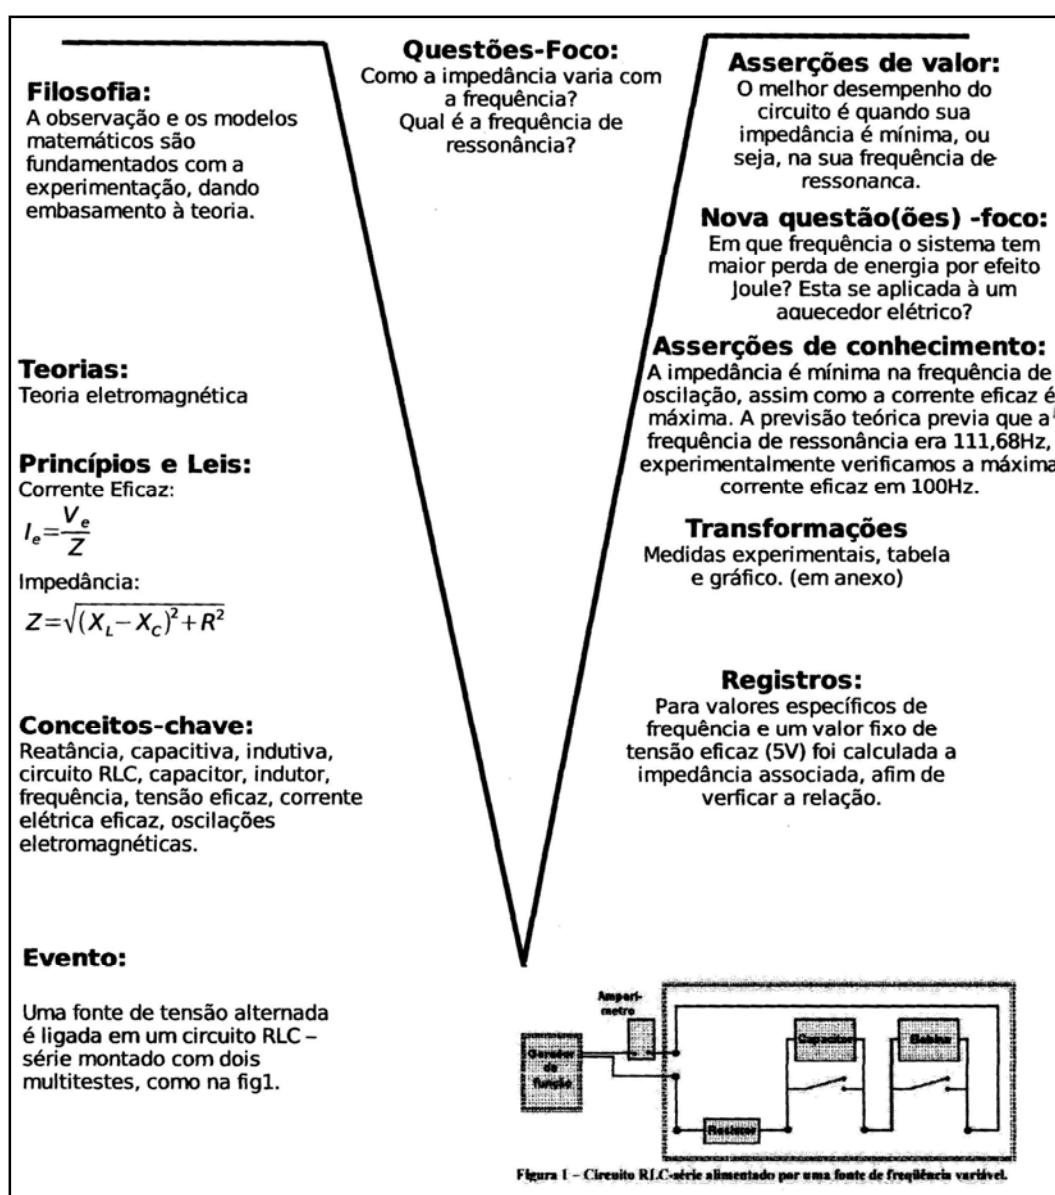 Questões-Foco:
Como a impedância varia com
a frequência?
Qual é a frequência de
ressonância?
Filosofia:
A observação e os modelos
matemáticos são
fundamentados com a
experimentação, dando
embasamento à teoria.
Teorias:
Teoria eletromagnética
Princípios e Leis:
Corrente Eficaz:
I_e=V_e/Z
Impedância:
Z=√((X_L−X_C)²+R²)
Conceitos-chave:
Reatância, capacitiva, indutiva,
circuito RLC, capacitor, indutor,
frequência, tensão eficaz, corrente
elétrica eficaz, oscilações
eletromagnéticas.
Evento:
Uma fonte de tensão alternada
é ligada em um circuito RLC –
série montado com dois
multitestes, como na fig1.
Asserções de valor:
O melhor desempenho do
circuito é quando sua
impedância é mínima, ou
seja, na sua frequência de
ressonanca.
Nova questão(ões) -foco:
Em que frequência o sistema tem
maior perda de energia por efeito
Joule? Esta se aplicada à um
aquecedor elétrico?
Asserções de conhecimento:
A impedância é mínima na frequência de
oscilação, assim como a corrente eficaz é
máxima. A previsão teórica previa que a
frequência de ressonância era 111,68Hz,
experimentalmente verificamos a máxima
corrente eficaz em 100Hz.
Transformações
Medidas experimentais, tabela
e gráfico. (em anexo)
Registros:
Para valores específicos de
frequência e um valor fixo de
tensão eficaz (5V) foi calculada a
impedância associada, afim de
verficar a relação.
Amperí-
metro
Gerador
de
função
Capacitor
Bobina
Resistor
Figura 1 – Circuito RLC-série alimentado por uma fonte de freqüência variável.